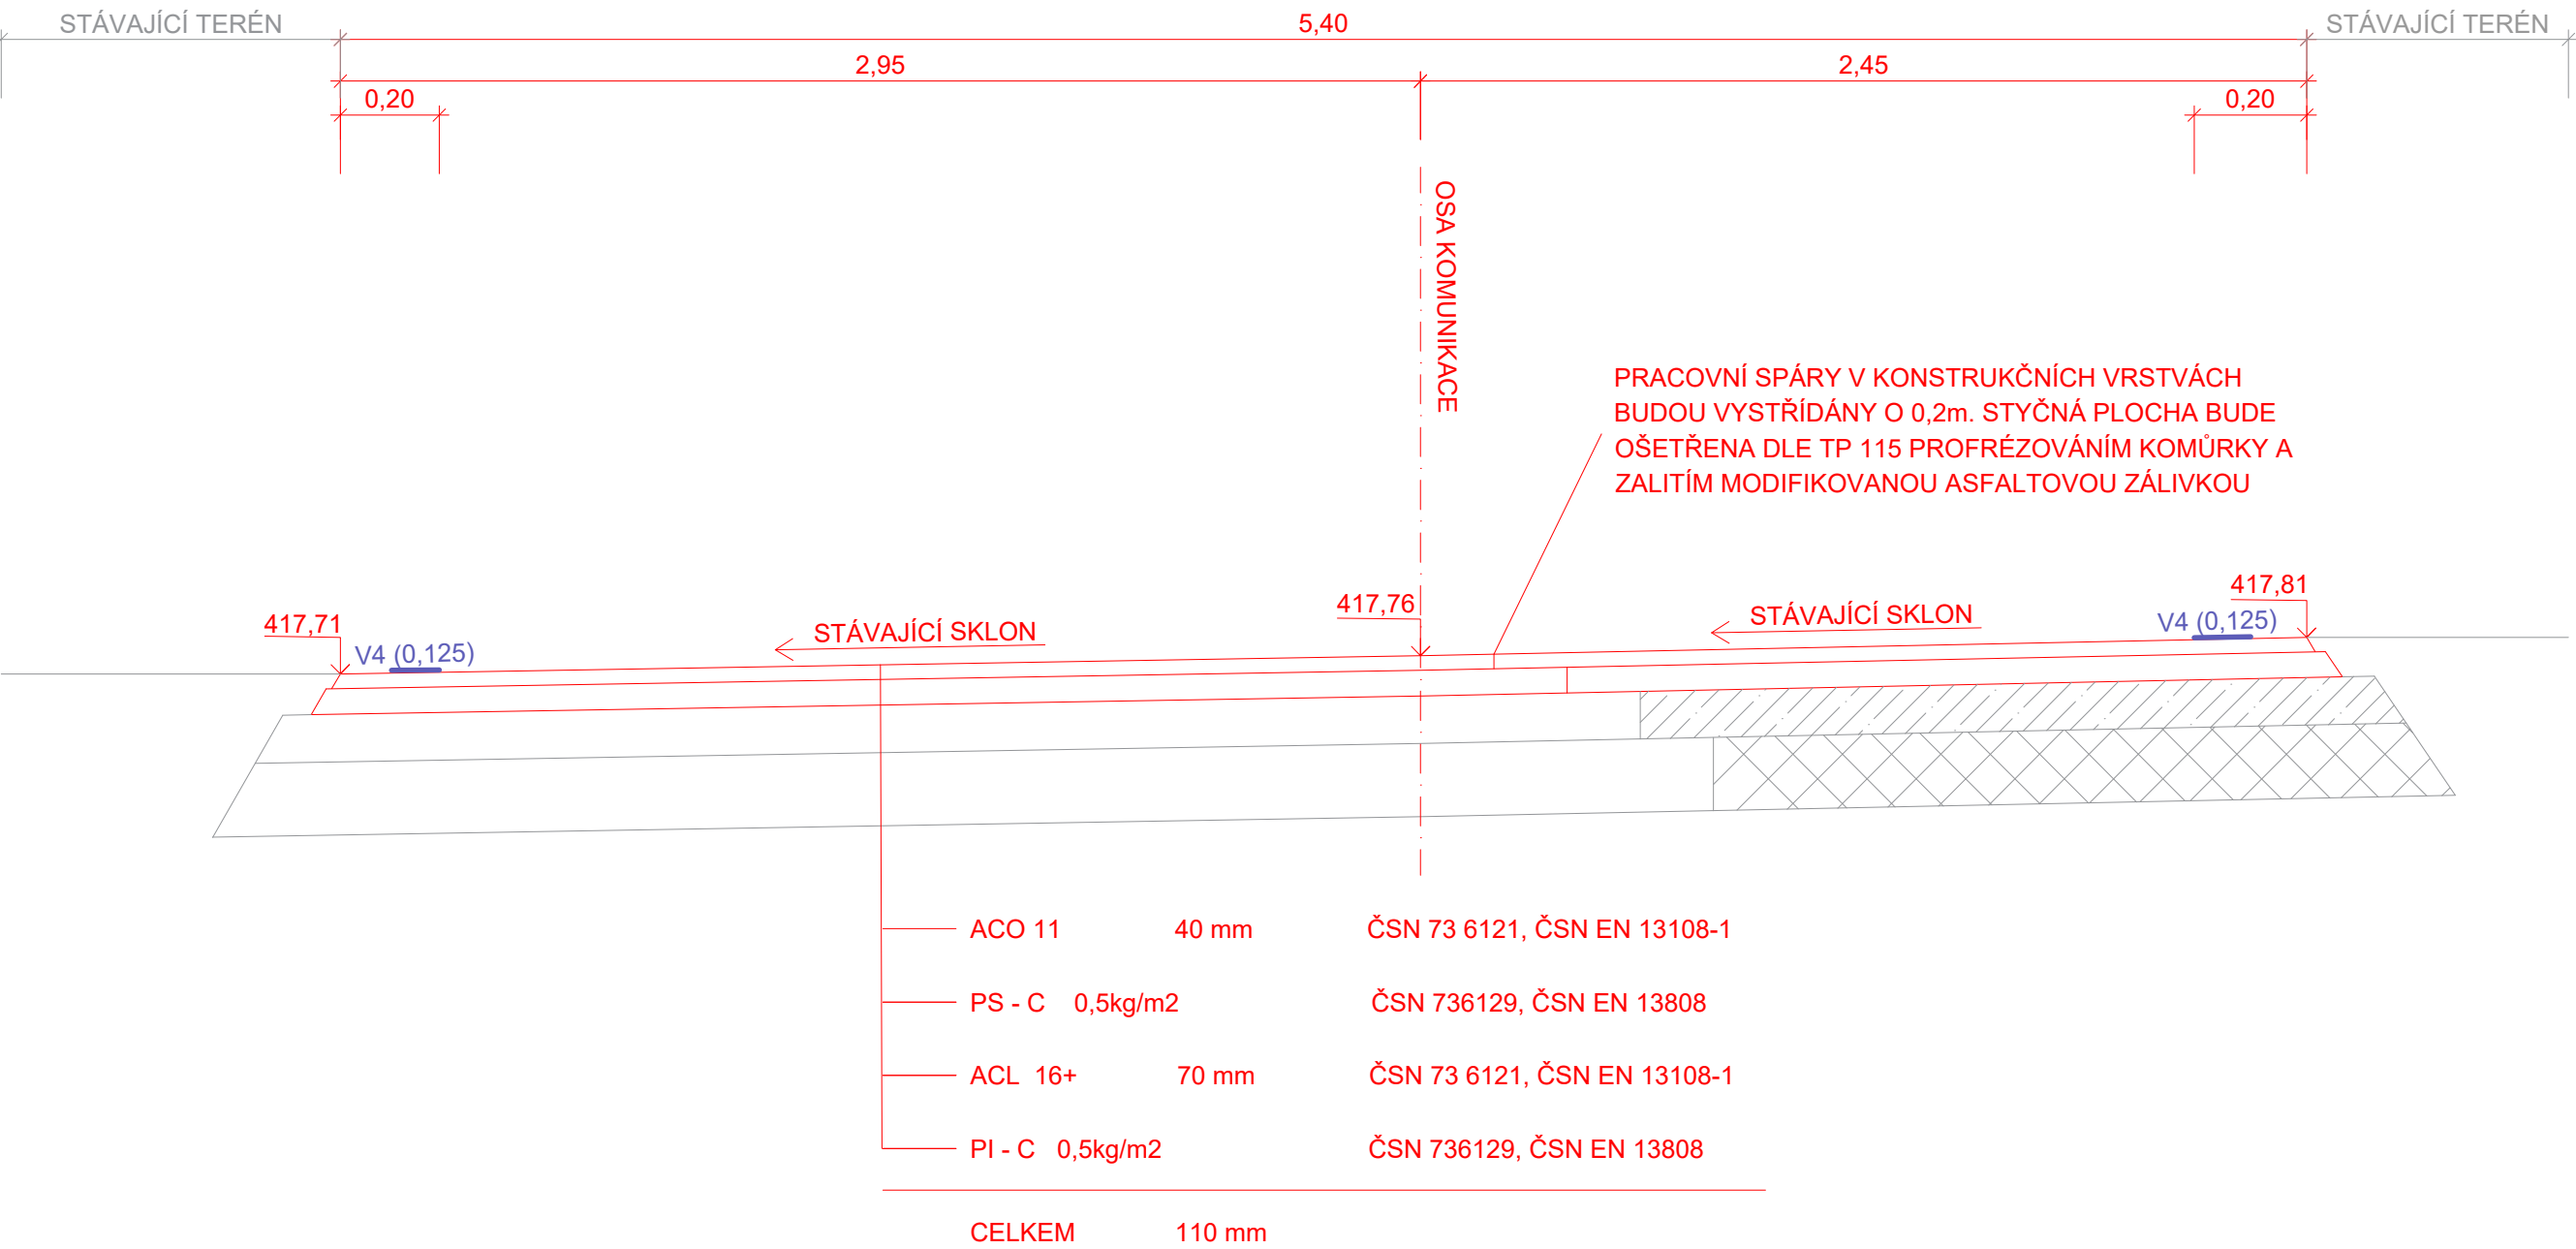 STÁVAJÍCÍ TERÉN
5,40
STÁVAJÍCÍ TERÉN
2,95
2,45
0,20
0,20
OSA KOMUNIKACE
PRACOVNÍ SPÁRY V KONSTRUKČNÍCH VRSTVÁCH
BUDOU VYSTŘÍDÁNY O 0,2m. STYČNÁ PLOCHA BUDE
OŠETŘENA DLE TP 115 PROFRÉZOVÁNÍM KOMŮRKY A
ZALITÍM MODIFIKOVANOU ASFALTOVOU ZÁLIVKOU
417,71
V4 (0,125)
STÁVAJÍCÍ SKLON
417,76
STÁVAJÍCÍ SKLON
417,81
V4 (0,125)
ACO 11 40 mm ČSN 73 6121, ČSN EN 13108-1
PS - C 0,5kg/m2 ČSN 736129, ČSN EN 13808
ACL 16+ 70 mm ČSN 73 6121, ČSN EN 13108-1
PI - C 0,5kg/m2 ČSN 736129, ČSN EN 13808
CELKEM 110 mm